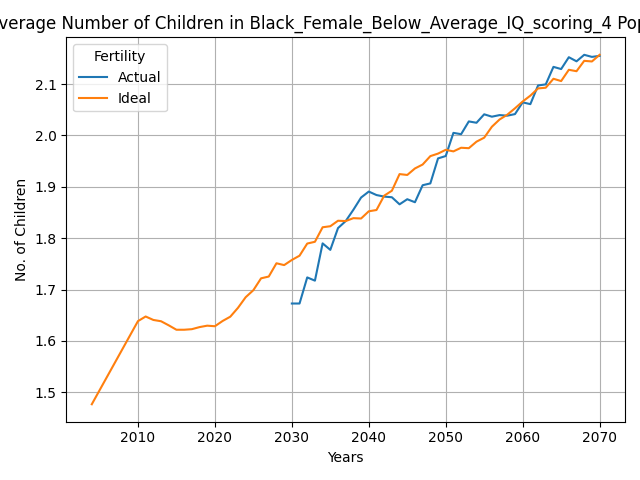 verage Number of Children in Black_Female_Below_Average_IQ_scoring_4 Pop
Fertility
Actual
Ideal
No. of Children
2.1
2.0
1.9
1.8
1.7
1.6
1.5
2010 2020 2030 2040 2050 2060 2070
Years